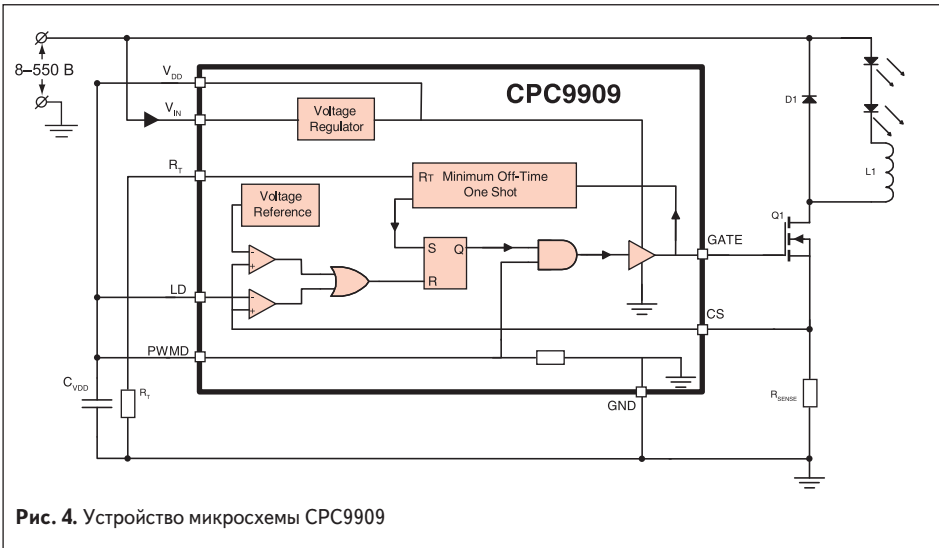 8–550 В
V_DD
CPC9909
V_IN
Voltage
Regulator
D1
L1
R_T
RT Minimum Off-Time
One Shot
Voltage
Reference
Q1
GATE
S Q
R
-
+
-
+
LD
CS
PWMD
C_VDD
R_T
GND
R_SENSE
Рис. 4. Устройство микросхемы CPC9909